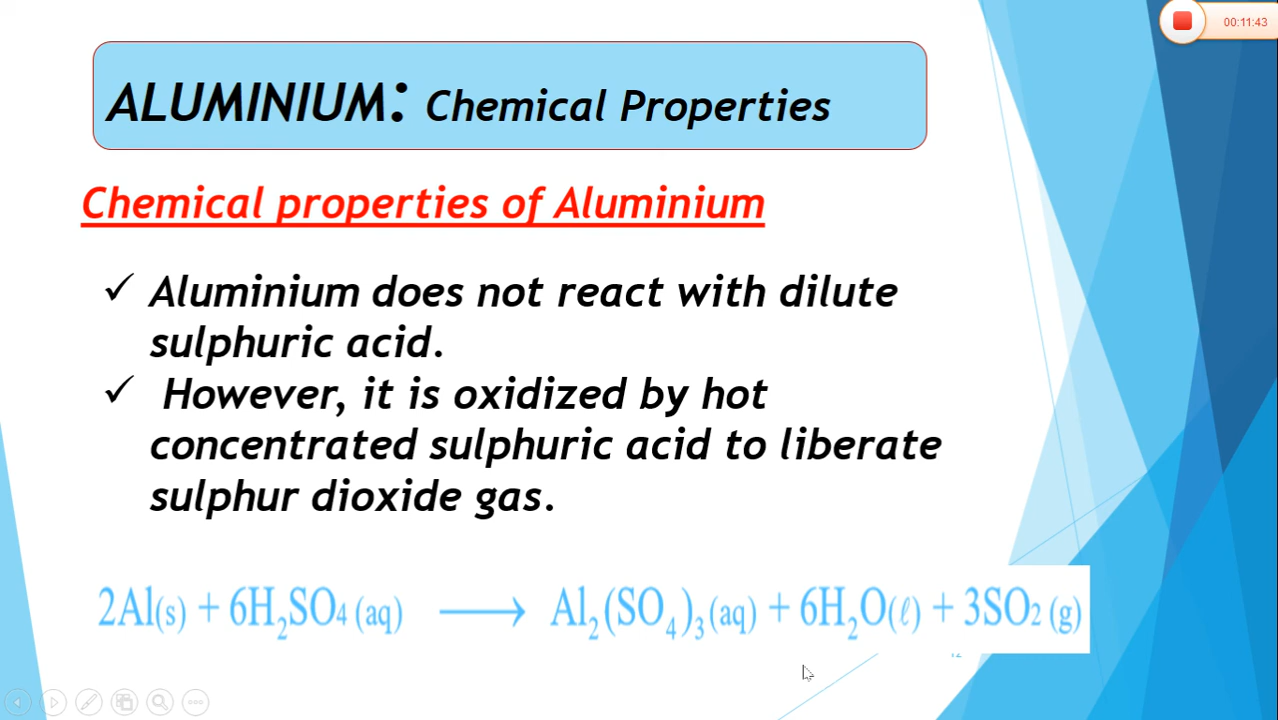 00:11:43
ALUMINIUM: Chemical Properties
Chemical properties of Aluminium
✓ Aluminium does not react with dilute
sulphuric acid.
✓ However, it is oxidized by hot
concentrated sulphuric acid to liberate
sulphur dioxide gas.
2Al(s) + 6H₂SO₄ (aq) ⟶ Al₂(SO₄)₃(aq) + 6H₂O(ℓ) + 3SO₂ (g)
12